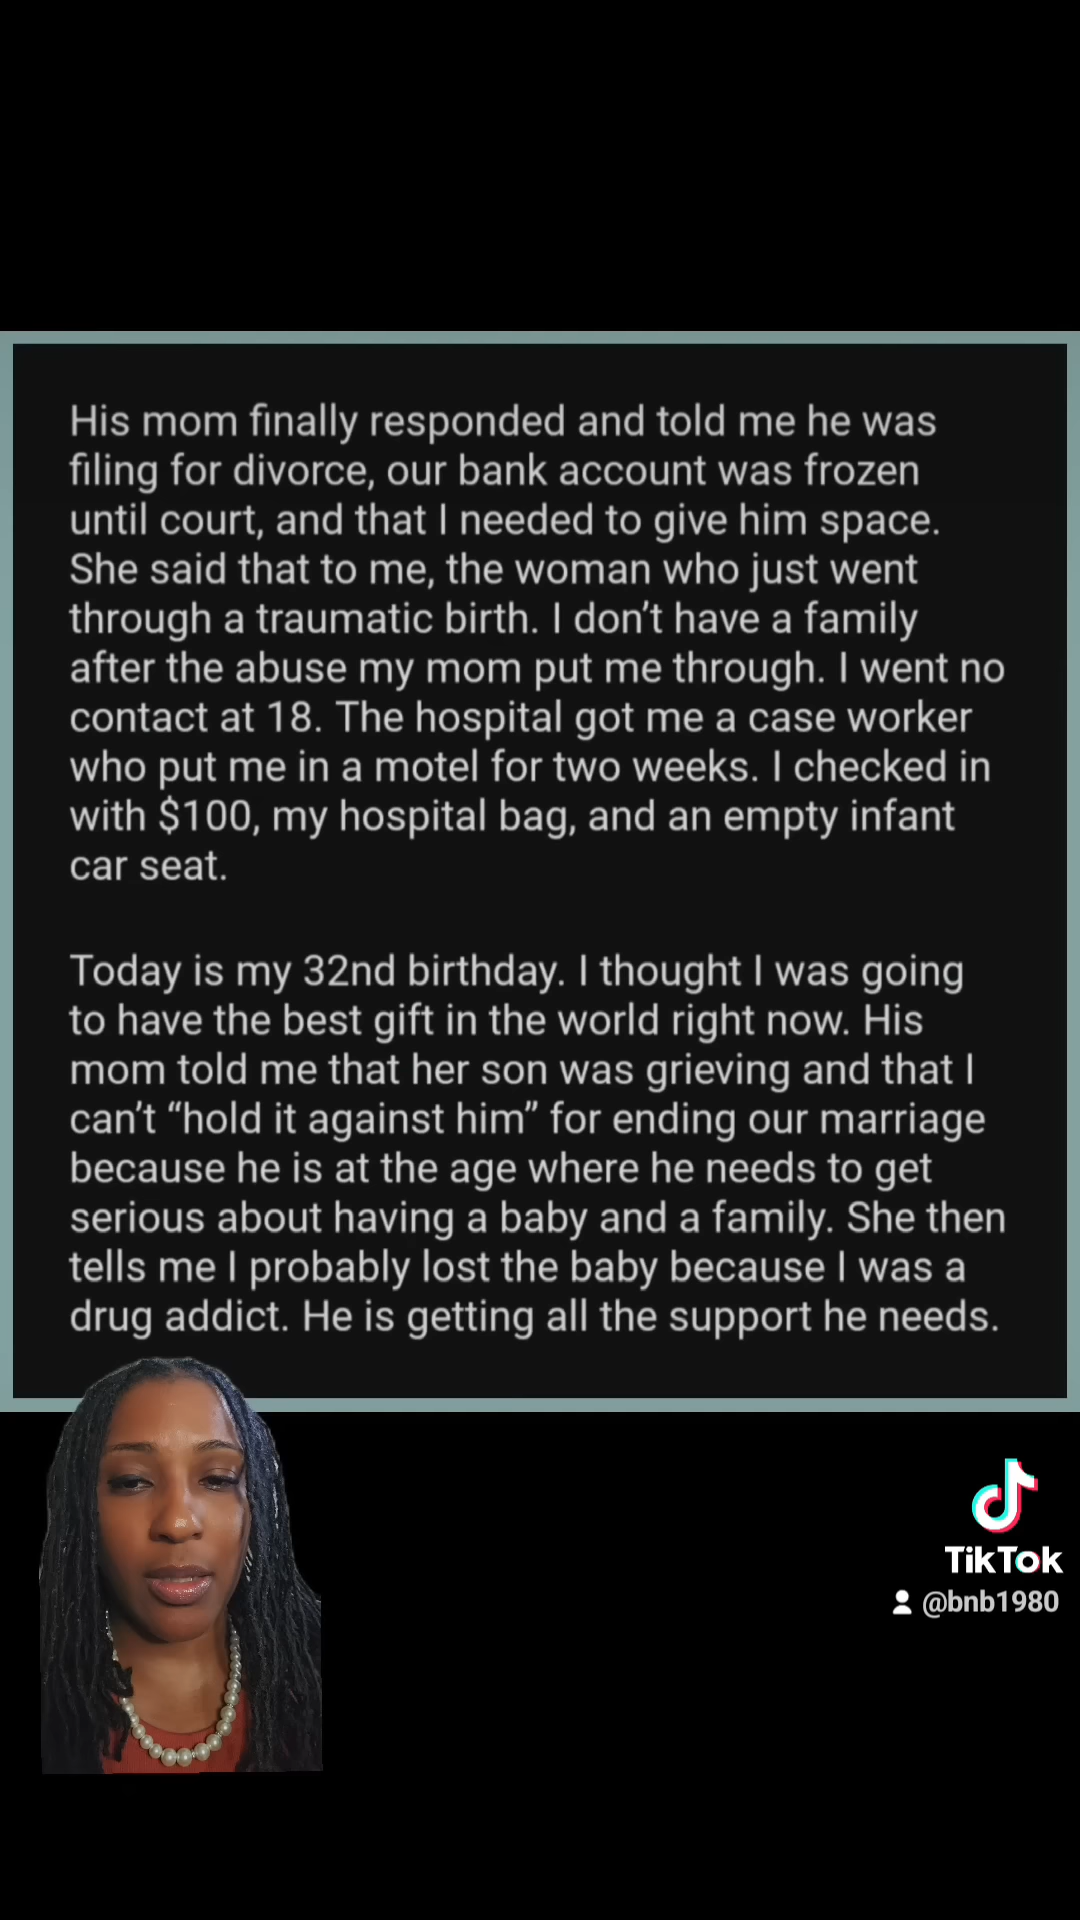 His mom finally responded and told me he was
filing for divorce, our bank account was frozen
until court, and that I needed to give him space.
She said that to me, the woman who just went
through a traumatic birth. I don’t have a family
after the abuse my mom put me through. I went no
contact at 18. The hospital got me a case worker
who put me in a motel for two weeks. I checked in
with $100, my hospital bag, and an empty infant
car seat.
Today is my 32nd birthday. I thought I was going
to have the best gift in the world right now. His
mom told me that her son was grieving and that I
can’t “hold it against him” for ending our marriage
because he is at the age where he needs to get
serious about having a baby and a family. She then
tells me I probably lost the baby because I was a
drug addict. He is getting all the support he needs.
TikTok
@bnb1980